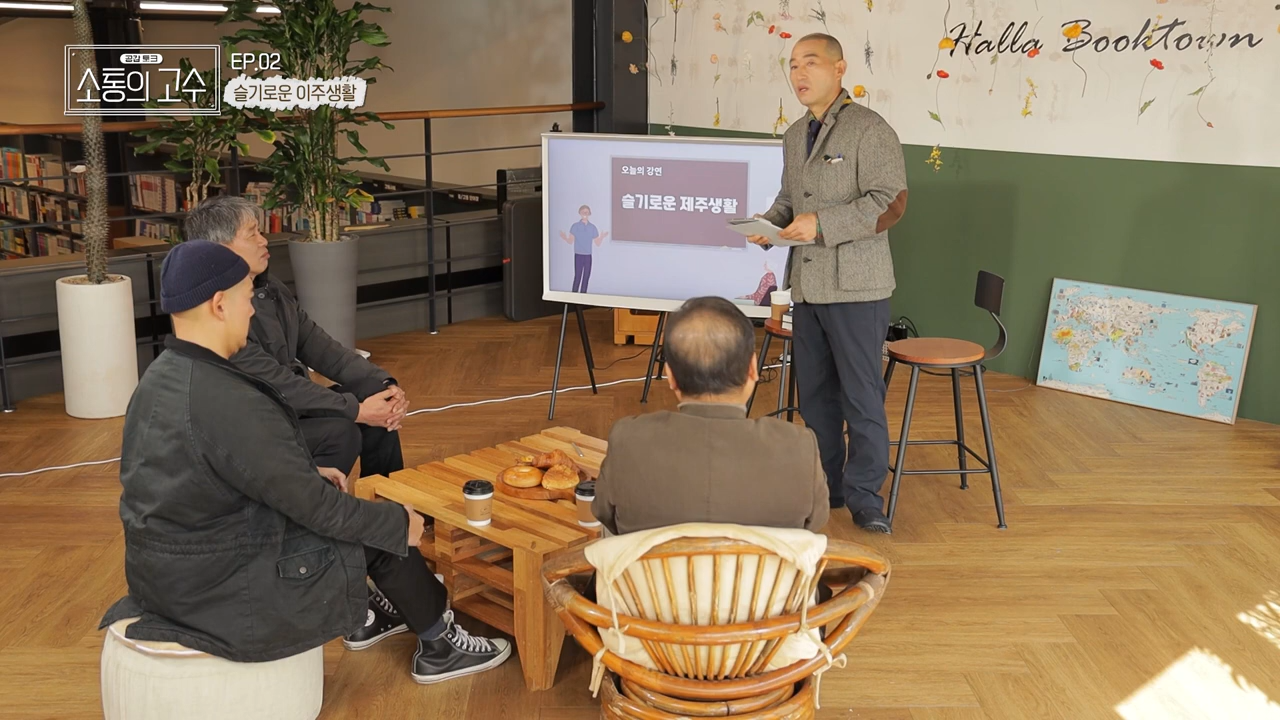 공감 토크
소통의 고수
EP.02
슬기로운 이주생활
Halla Booktown
오늘의 강연
슬기로운 제주생활